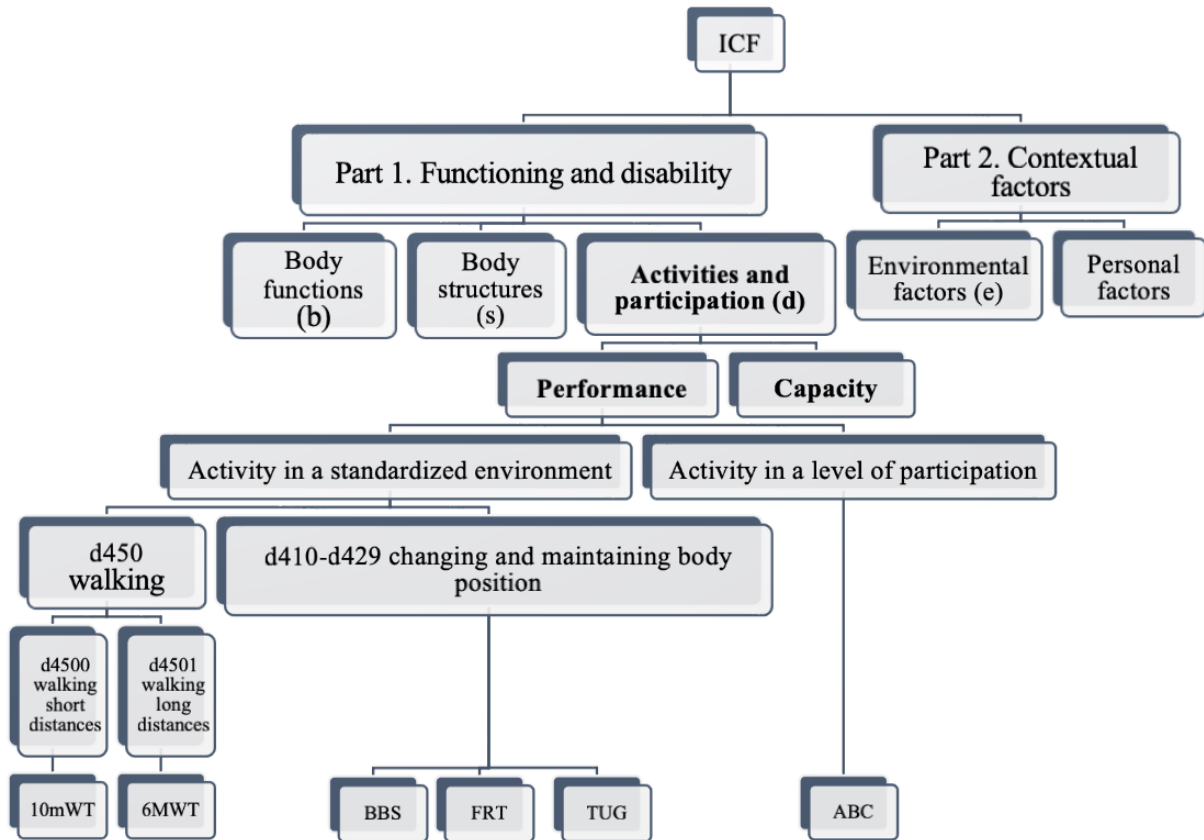 ICF
Part 1. Functioning and disability
Part 2. Contextual
factors
Body
functions
(b)
Body
structures
(s)
Activities and
participation (d)
Environmental
factors (e)
Personal
factors
Performance
Capacity
Activity in a standardized environment
Activity in a level of participation
d450
walking
d410-d429 changing and maintaining body
position
d4500
walking
short
distances
d4501
walking
long
distances
10mWT
6MWT
BBS
FRT
TUG
ABC